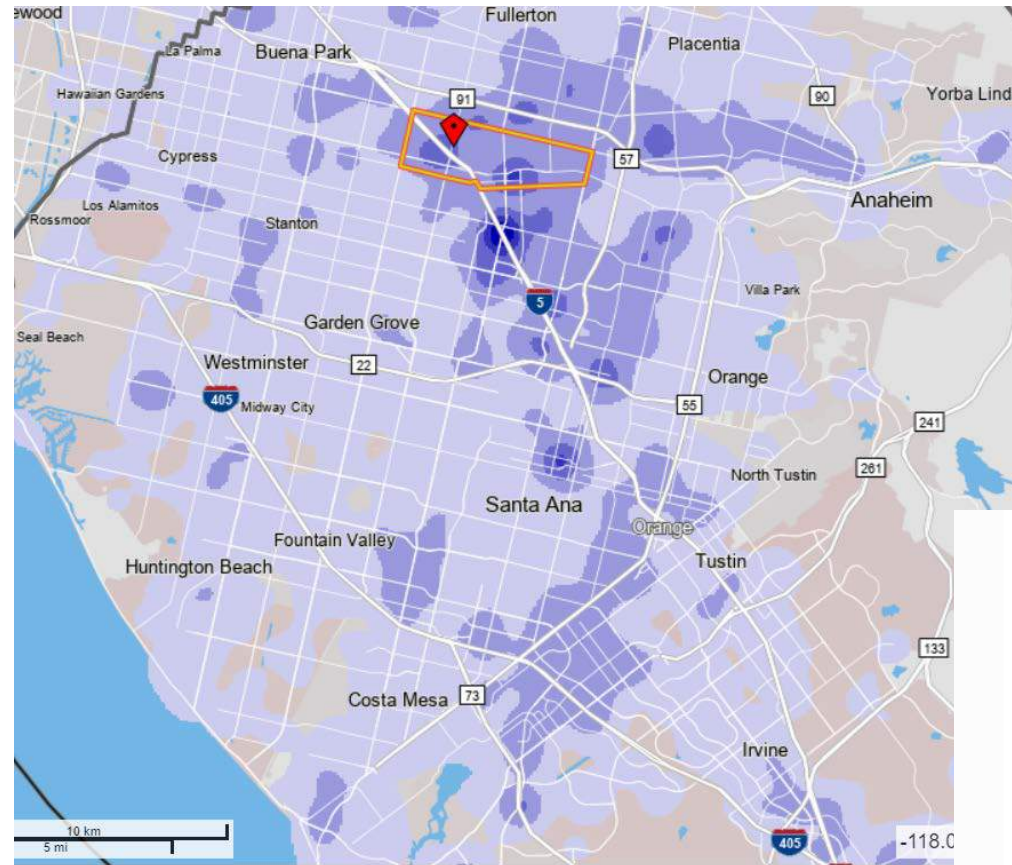 ewood
Fullerton
La Palma
Buena Park
Placentia
Hawaiian Gardens
91
90
Yorba Lind
Cypress
57
Los Alamitos
Anaheim
Rossmoor
Stanton
Villa Park
5
Seal Beach
Garden Grove
Westminster
22
Orange
405
Midway City
55
241
North Tustin
261
Santa Ana
Orange
Fountain Valley
Tustin
Huntington Beach
133
Costa Mesa
73
Irvine
10 km
5 mi
405
-118.0